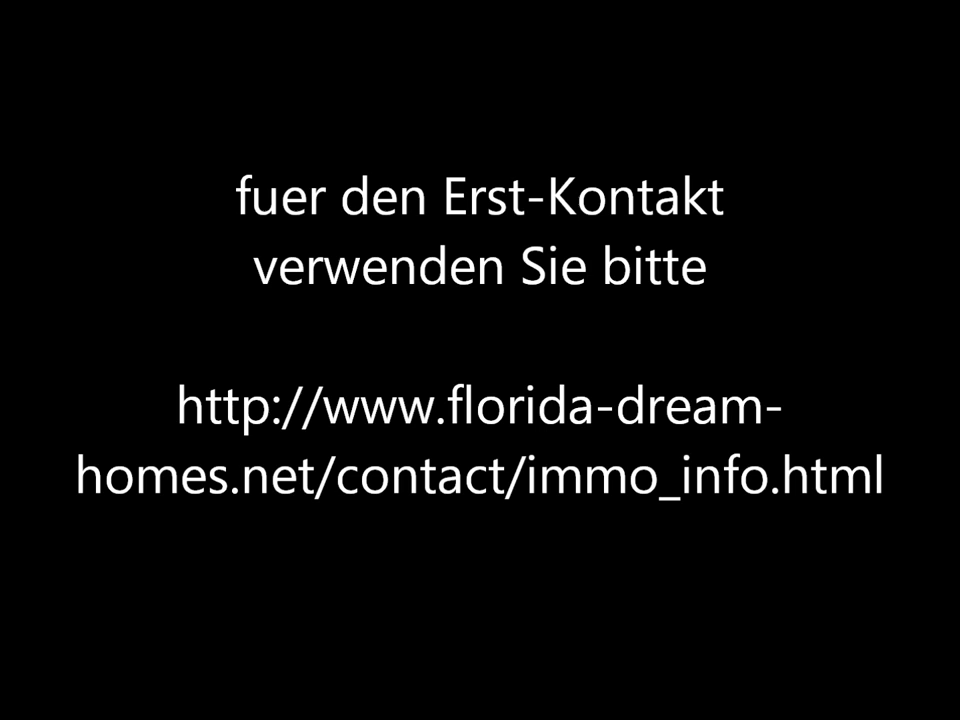 fuer den Erst-Kontakt
verwenden Sie bitte
http://www.florida-dream-
homes.net/contact/immo_info.html